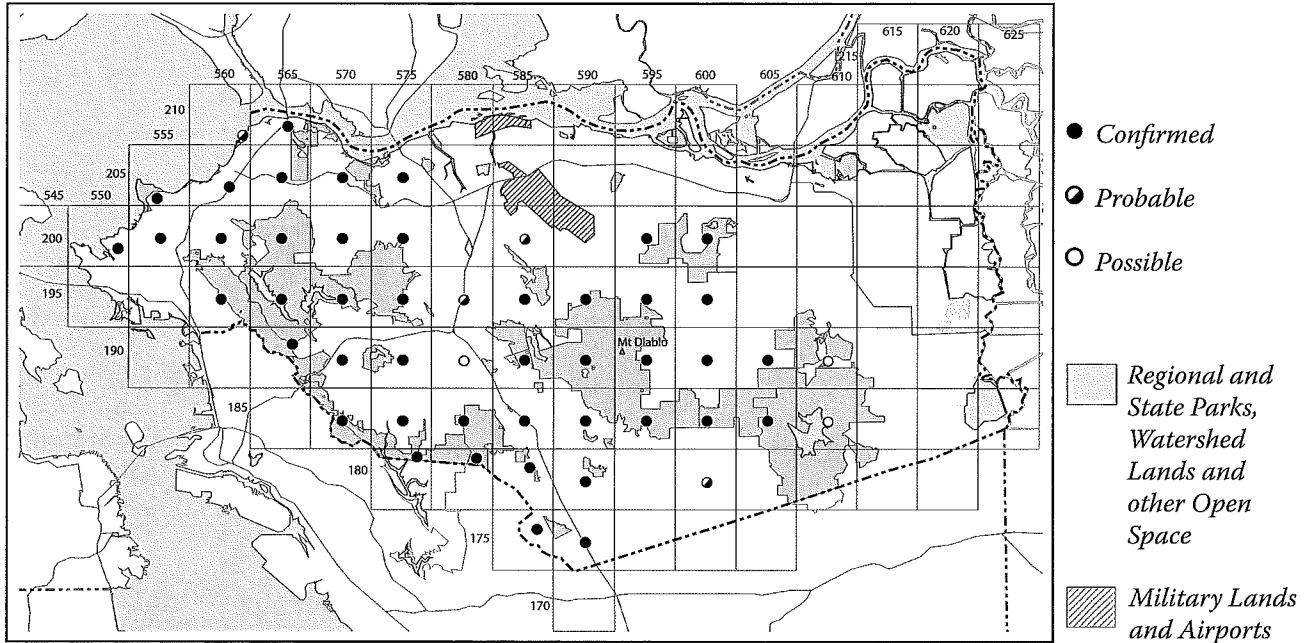 615 620 625
560 565 570 575 580 585 590 595 600 605 610 215
210
555
205
545 550
200
195
190
185
180
175
170
Mt Diablo
Confirmed
Probable
Possible
Regional and
State Parks,
Watershed
Lands and
other Open
Space
Military Lands
and Airports